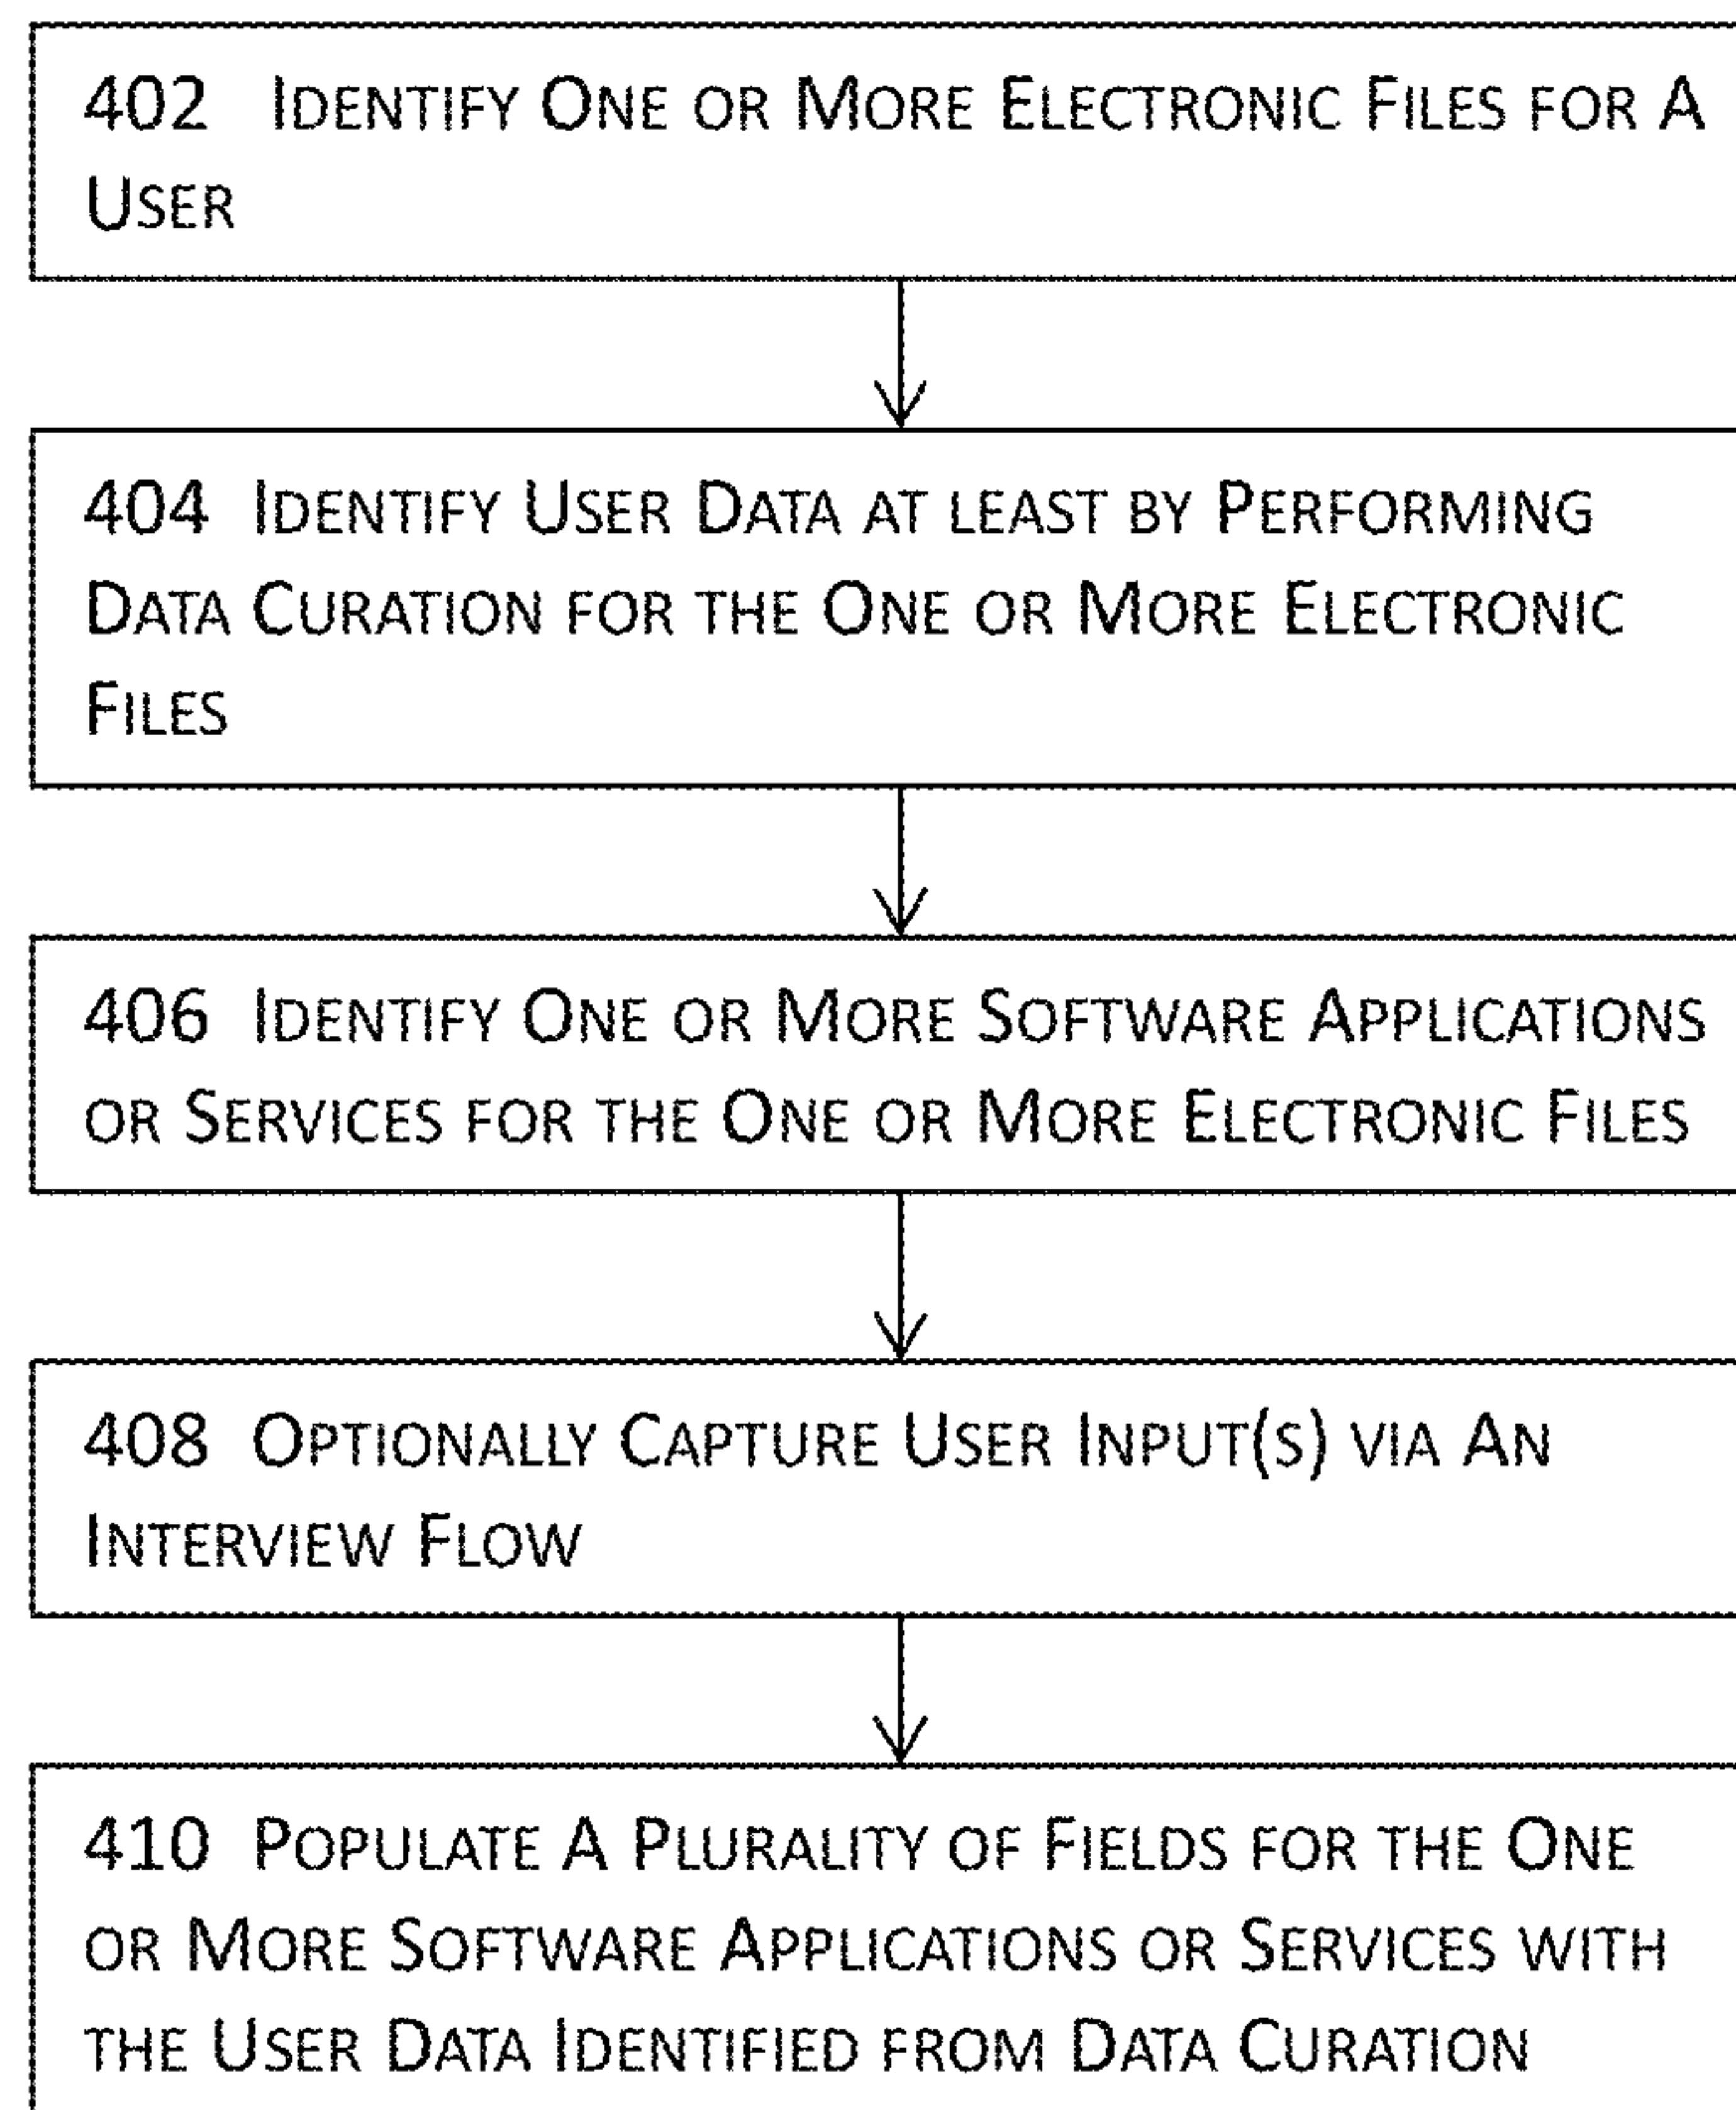 402 Identify One or More Electronic Files for A
User
404 Identify User Data at least by Performing
Data Curation for the One or More Electronic
Files
406 Identify One or More Software Applications
or Services for the One or More Electronic Files
408 Optionally Capture User Input(s) via An
Interview Flow
410 Populate A Plurality of Fields for the One
or More Software Applications or Services with
the User Data Identified from Data Curation